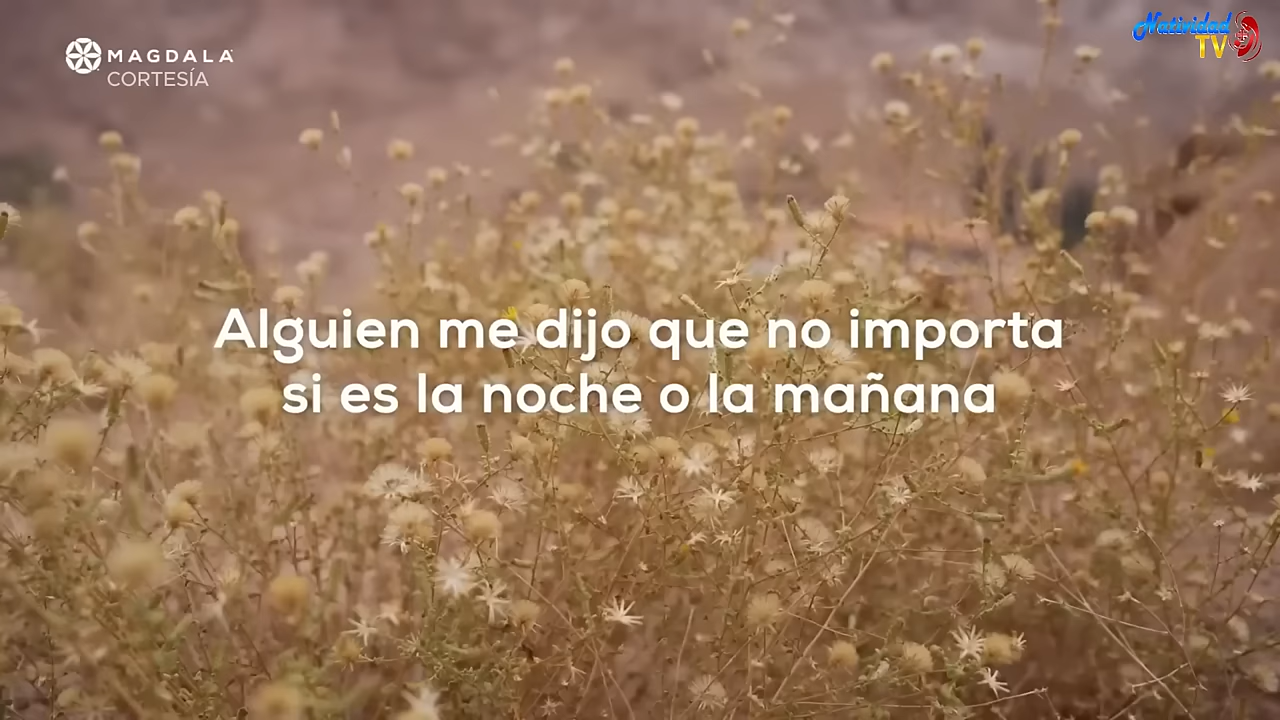 MAGDALA
CORTESÍA
Natividad
TV
Alguien me dijo que no importa
si es la noche o la mañana